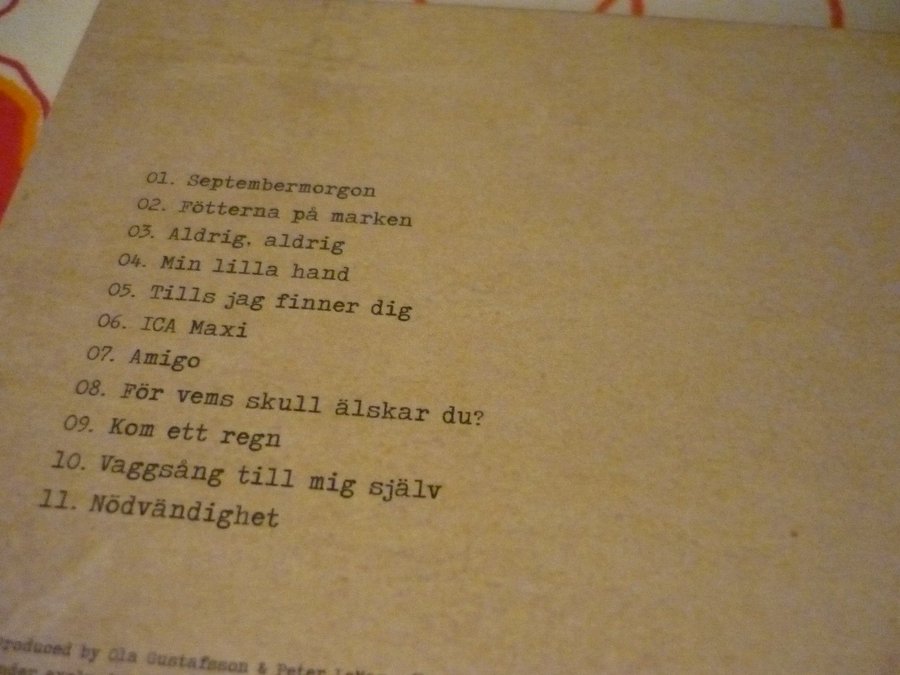 01. Septembermorgon
02. Fötterna på marken
03. Aldrig, aldrig
04. Min lilla hand
05. Tills jag finner dig
06. ICA Maxi
07. Amigo
08. För vems skull älskar du?
09. Kom ett regn
10. Vaggsång till mig själv
11. Nödvändighet
Produced by Ola Gustafsson & Peter